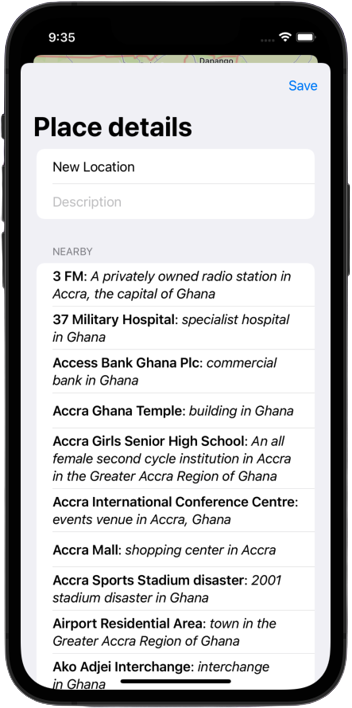 9:35
Dapango
Save
Place details
New Location
Description
NEARBY
3 FM: A privately owned radio station in
Accra, the capital of Ghana
37 Military Hospital: specialist hospital
in Ghana
Access Bank Ghana Plc: commercial
bank in Ghana
Accra Ghana Temple: building in Ghana
Accra Girls Senior High School: An all
female second cycle institution in Accra
in the Greater Accra Region of Ghana
Accra International Conference Centre:
events venue in Accra, Ghana
Accra Mall: shopping center in Accra
Accra Sports Stadium disaster: 2001
stadium disaster in Ghana
Airport Residential Area: town in the
Greater Accra Region of Ghana
Ako Adjei Interchange: interchange
in Ghana